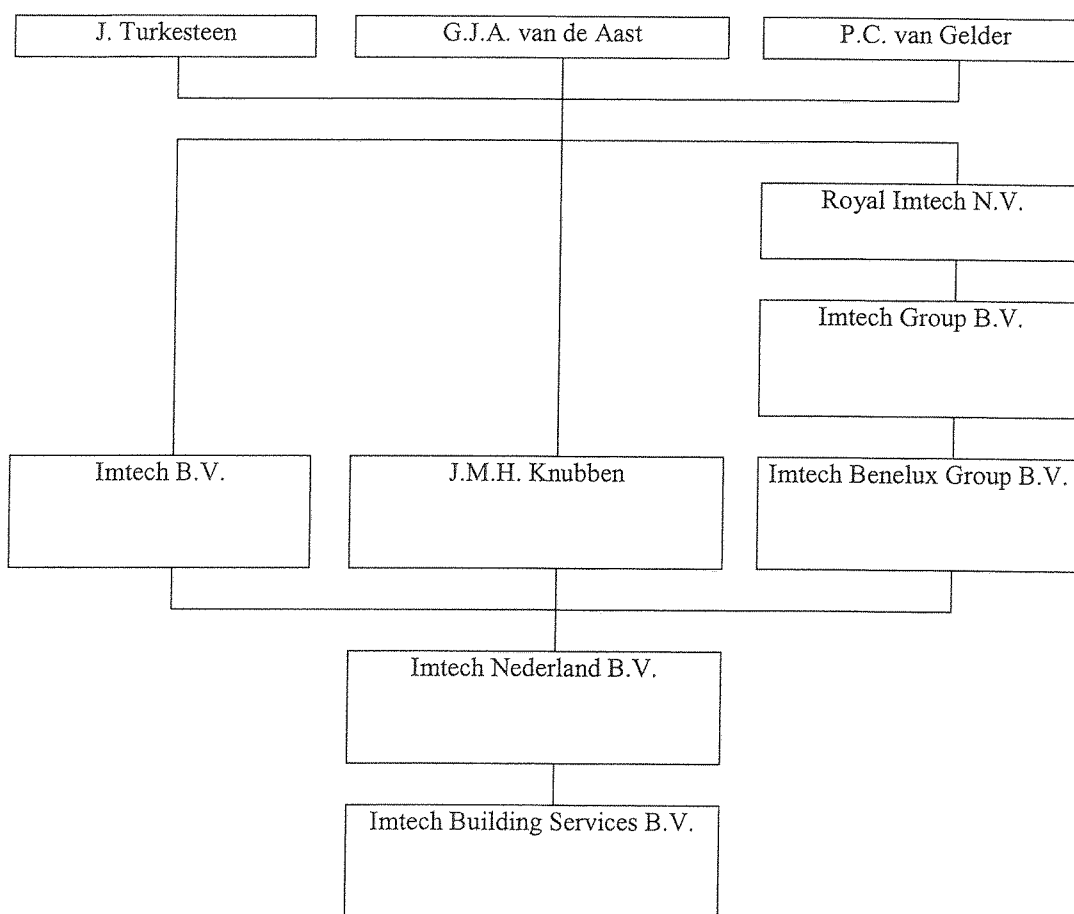 J. Turkesteen
G.J.A. van de Aast
P.C. van Gelder
Royal Imtech N.V.
Imtech Group B.V.
Imtech B.V.
J.M.H. Knubben
Imtech Benelux Group B.V.
Imtech Nederland B.V.
Imtech Building Services B.V.